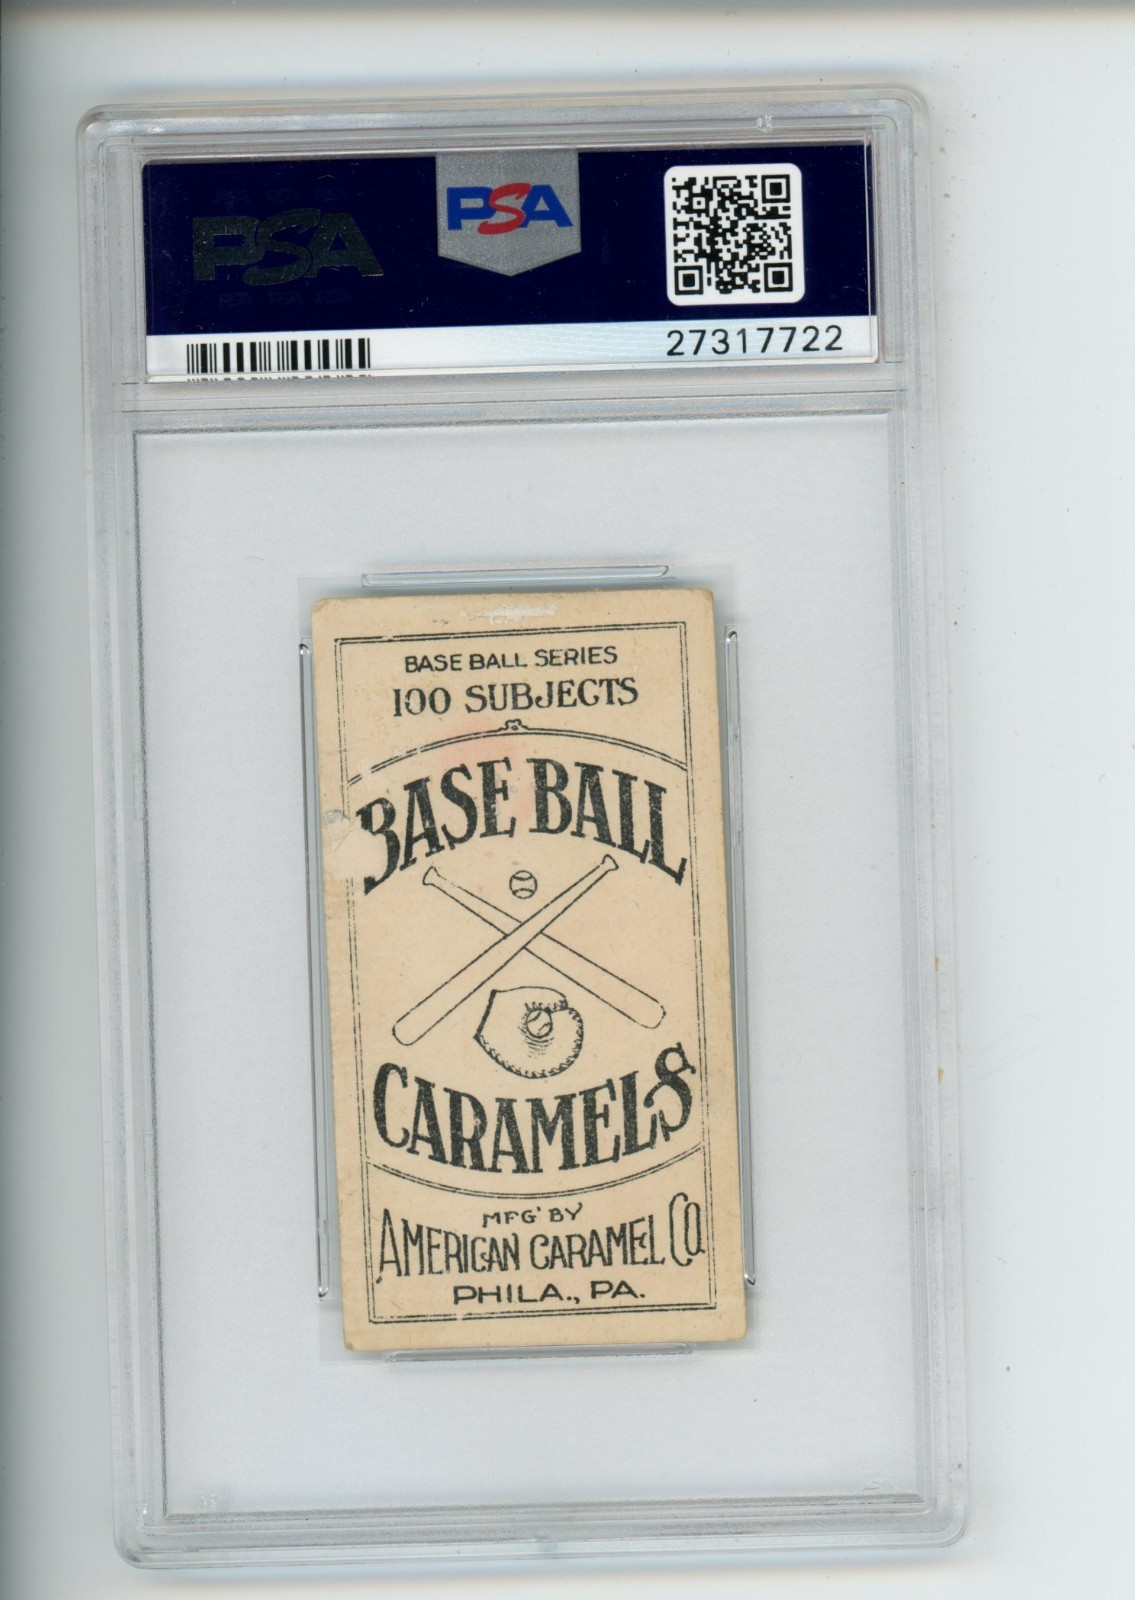 PSA
PSA
27317722
BASE BALL SERIES
100 SUBJECTS
BASE BALL
CARAMELS
MFG' BY
AMERICAN CARAMEL CO.
PHILA., PA.